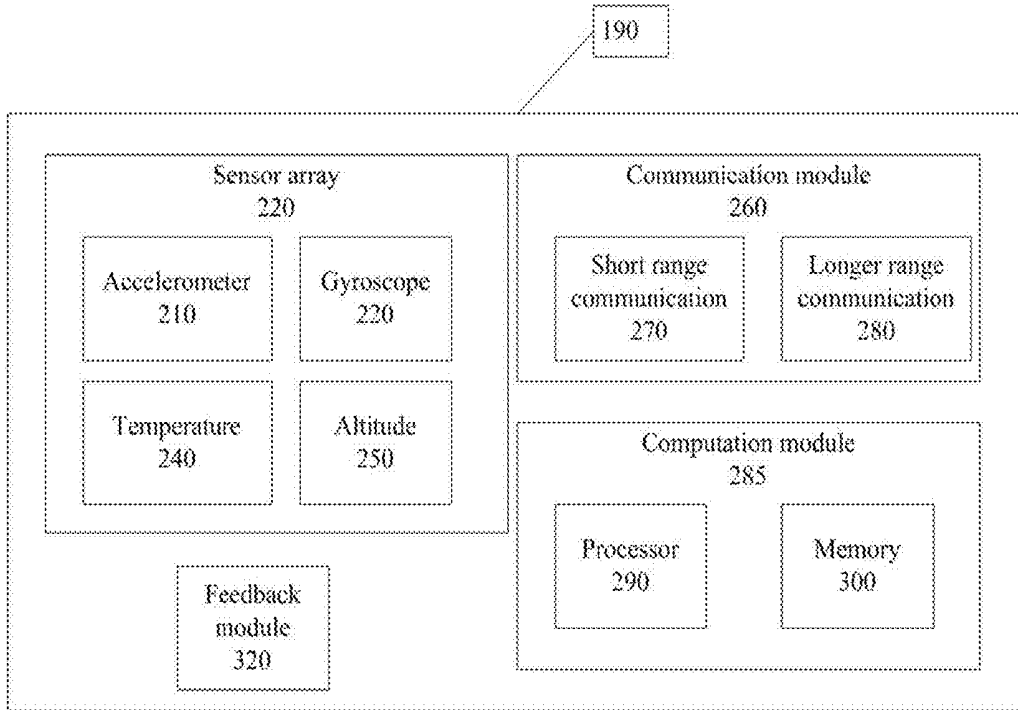 190
Sensor array
220
Accelerometer
210
Gyroscope
220
Temperature
240
Altitude
250
Feedback
module
320
Communication module
260
Short range
communication
270
Longer range
communication
280
Computation module
285
Processor
290
Memory
300